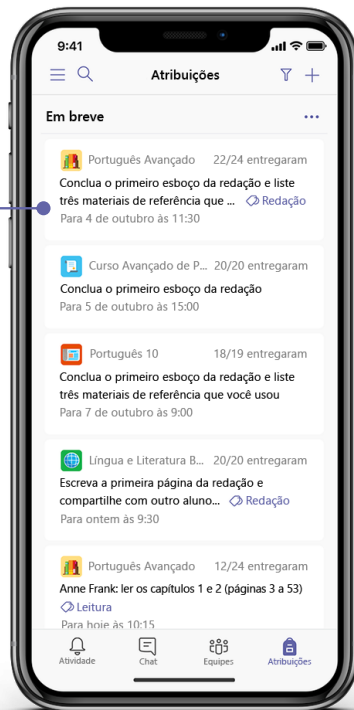 9:41
Atribuições
Em breve
Português Avançado 22/24 entregaram
Conclua o primeiro esboço da redação e liste
três materiais de referência que ... Redação
Para 4 de outubro às 11:30
Curso Avançado de P... 20/20 entregaram
Conclua o primeiro esboço da redação
Para 5 de outubro às 15:00
Português 10 18/19 entregaram
Conclua o primeiro esboço da redação e liste
três materiais de referência que você usou
Para 7 de outubro às 9:00
Língua e Literatura B... 20/20 entregaram
Escreva a primeira página da redação e
compartilhe com outro aluno... Redação
Para ontem às 9:30
Português Avançado 12/24 entregaram
Anne Frank: ler os capítulos 1 e 2 (páginas 3 a 53)
Leitura
Para hoje às 10:15
Atividade Chat Equipes Atribuições